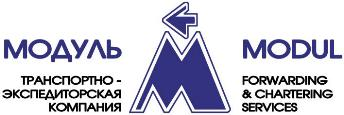 МОДУЛЬ
ТРАНСПОРТНО -
ЭКСПЕДИТОРСКАЯ
КОМПАНИЯ
М
MODUL
FORWARDING
& CHARTERING
SERVICES